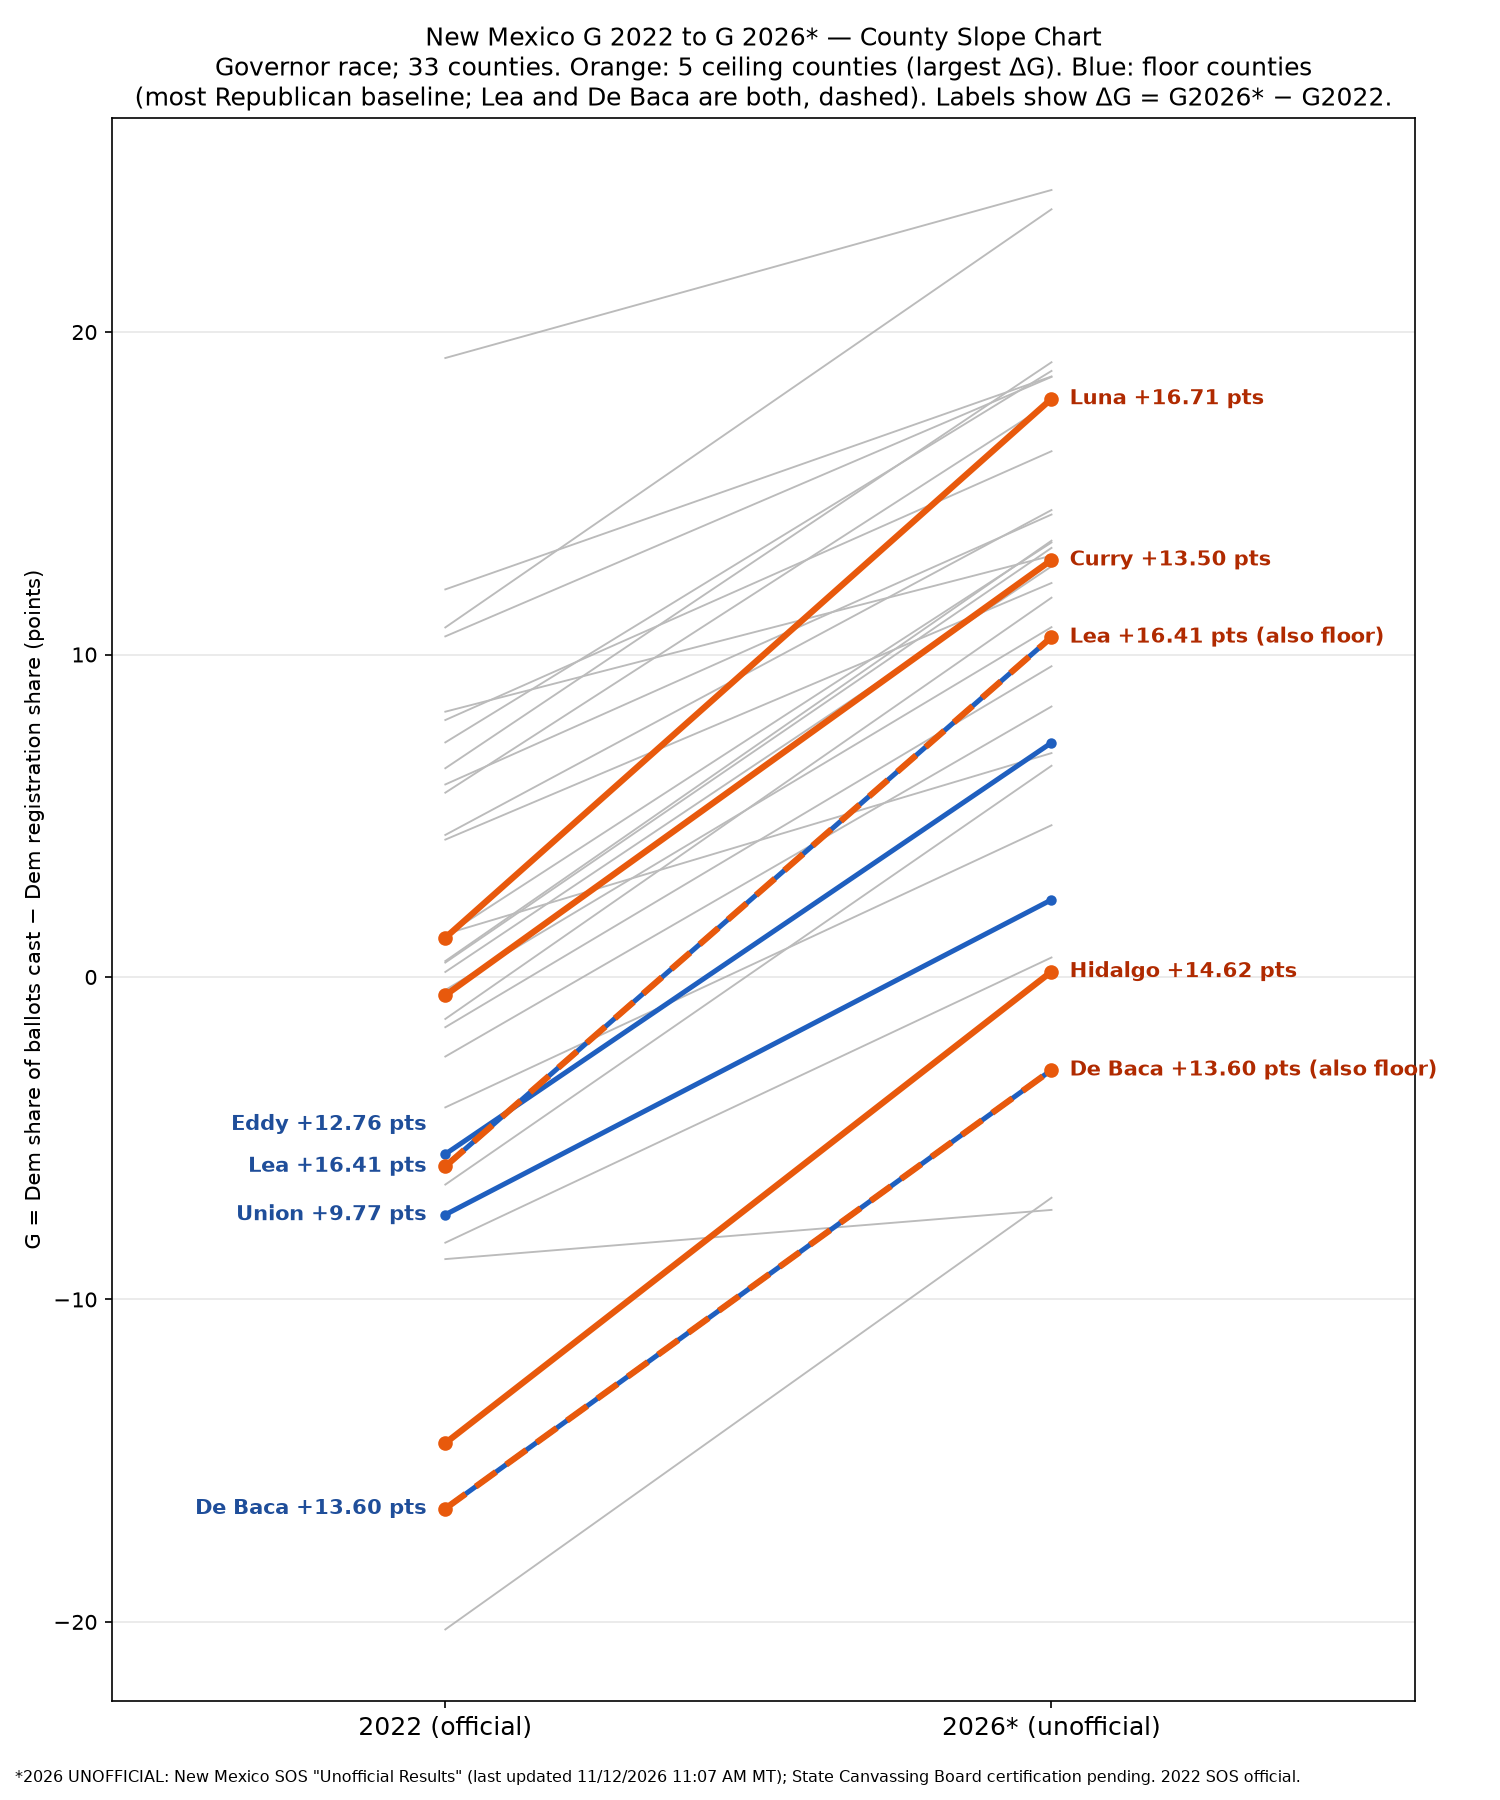 New Mexico G 2022 to G 2026* — County Slope Chart
Governor race; 33 counties. Orange: 5 ceiling counties (largest ΔG). Blue: floor counties
(most Republican baseline; Lea and De Baca are both, dashed). Labels show ΔG = G2026* − G2022.
G = Dem share of ballots cast − Dem registration share (points)
20
10
0
−10
−20
Luna +16.71 pts
Curry +13.50 pts
Lea +16.41 pts (also floor)
Hidalgo +14.62 pts
De Baca +13.60 pts (also floor)
Eddy +12.76 pts
Lea +16.41 pts
Union +9.77 pts
De Baca +13.60 pts
2022 (official)
2026* (unofficial)
*2026 UNOFFICIAL: New Mexico SOS "Unofficial Results" (last updated 11/12/2026 11:07 AM MT); State Canvassing Board certification pending. 2022 SOS official.